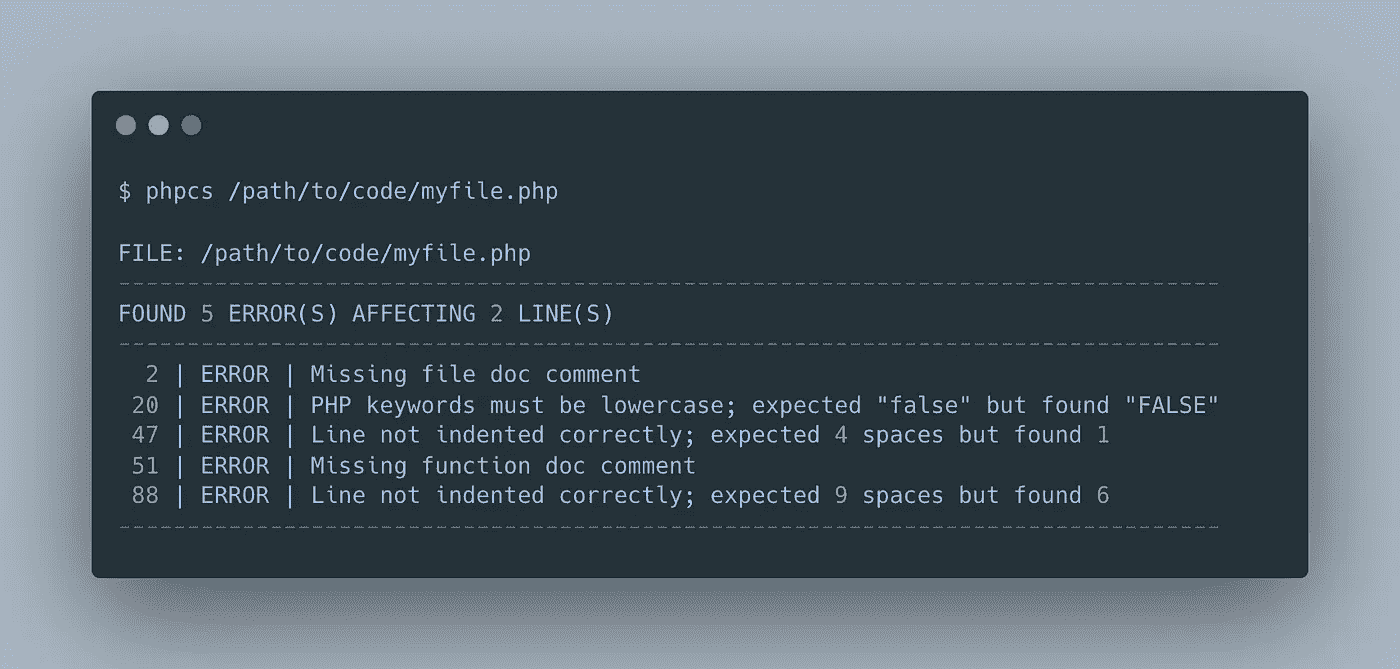 $ phpcs /path/to/code/myfile.php
FILE: /path/to/code/myfile.php
--------------------------------------------------------------------------------
FOUND 5 ERROR(S) AFFECTING 2 LINE(S)
--------------------------------------------------------------------------------
2 | ERROR | Missing file doc comment
20 | ERROR | PHP keywords must be lowercase; expected "false" but found "FALSE"
47 | ERROR | Line not indented correctly; expected 4 spaces but found 1
51 | ERROR | Missing function doc comment
88 | ERROR | Line not indented correctly; expected 9 spaces but found 6
--------------------------------------------------------------------------------